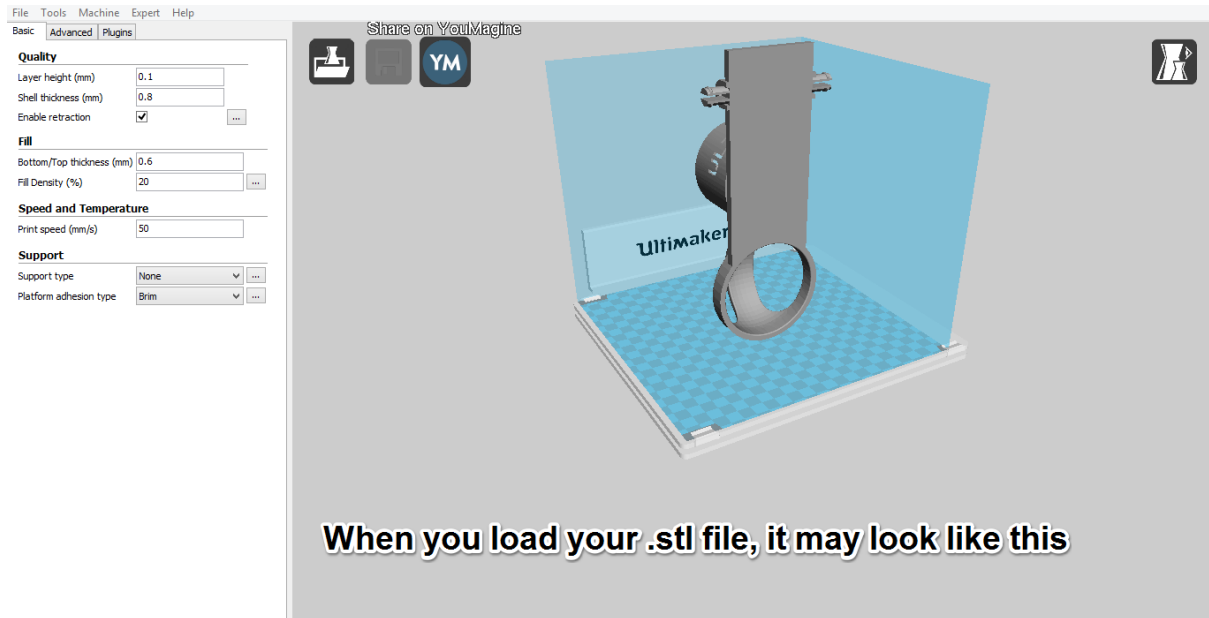 File Tools Machine Expert Help
Basic Advanced Plugins
Share on YouMagine
YM
Quality
Layer height (mm) 0.1
Shell thickness (mm) 0.8
Enable retraction ...
Fill
Bottom/Top thickness (mm) 0.6
Fill Density (%) 20 ...
Speed and Temperature
Print speed (mm/s) 50
Support
Support type None ...
Platform adhesion type Brim ...
Ultimaker
When you load your .stl file, it may look like this